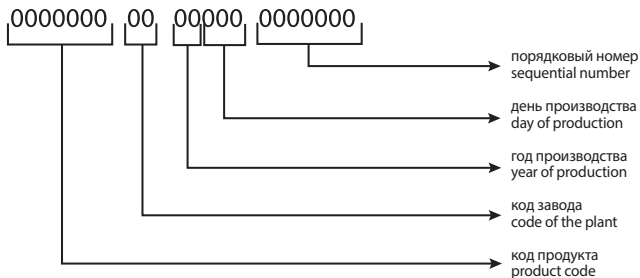 0000000 00 00000 0000000
порядковый номер
sequential number
день производства
day of production
год производства
year of production
код завода
code of the plant
код продукта
product code